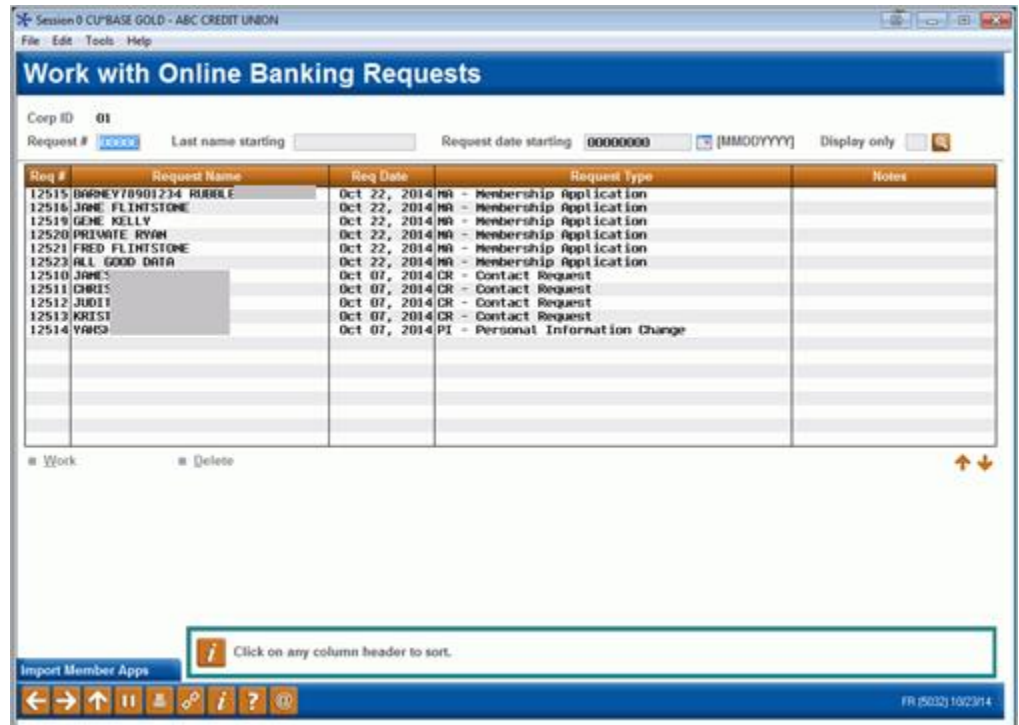 Session 0 CU*BASE GOLD - ABC CREDIT UNION
File Edit Tools Help
Work with Online Banking Requests
Corp ID 01
Request # 00000 Last name starting Request date starting 00000000 [MMDDYYYY] Display only
Req # Request Name Req Date Request Type Notes
12515 BARNEY78901234 RUBBLE Oct 22, 2014 MA - Membership Application
12516 JANE FLINTSTONE Oct 22, 2014 MA - Membership Application
12519 GENE KELLY Oct 22, 2014 MA - Membership Application
12520 PRIVATE RYAN Oct 22, 2014 MA - Membership Application
12521 FRED FLINTSTONE Oct 22, 2014 MA - Membership Application
12523 ALL GOOD DATA Oct 22, 2014 MA - Membership Application
12510 JAMES Oct 07, 2014 CR - Contact Request
12511 CHRIS Oct 07, 2014 CR - Contact Request
12512 JUDIT Oct 07, 2014 CR - Contact Request
12513 KRIST Oct 07, 2014 CR - Contact Request
12514 Oct 07, 2014 PI - Personal Information Change
Work Delete
Click on any column header to sort.
Import Member Apps
FR (5032) 10/23/14